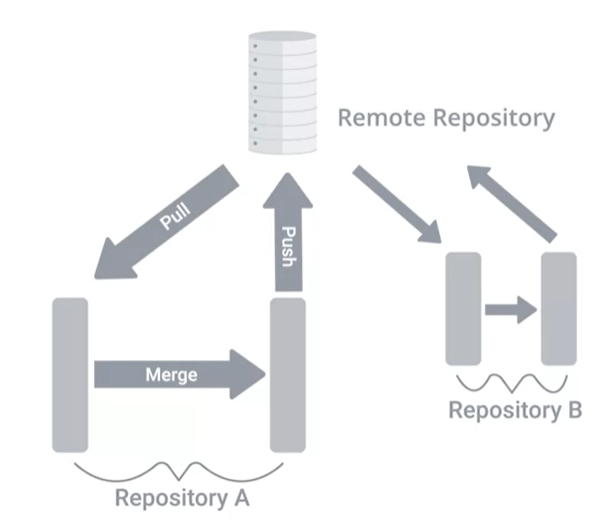 Remote Repository
Pull
Push
Merge
Repository B
Repository A